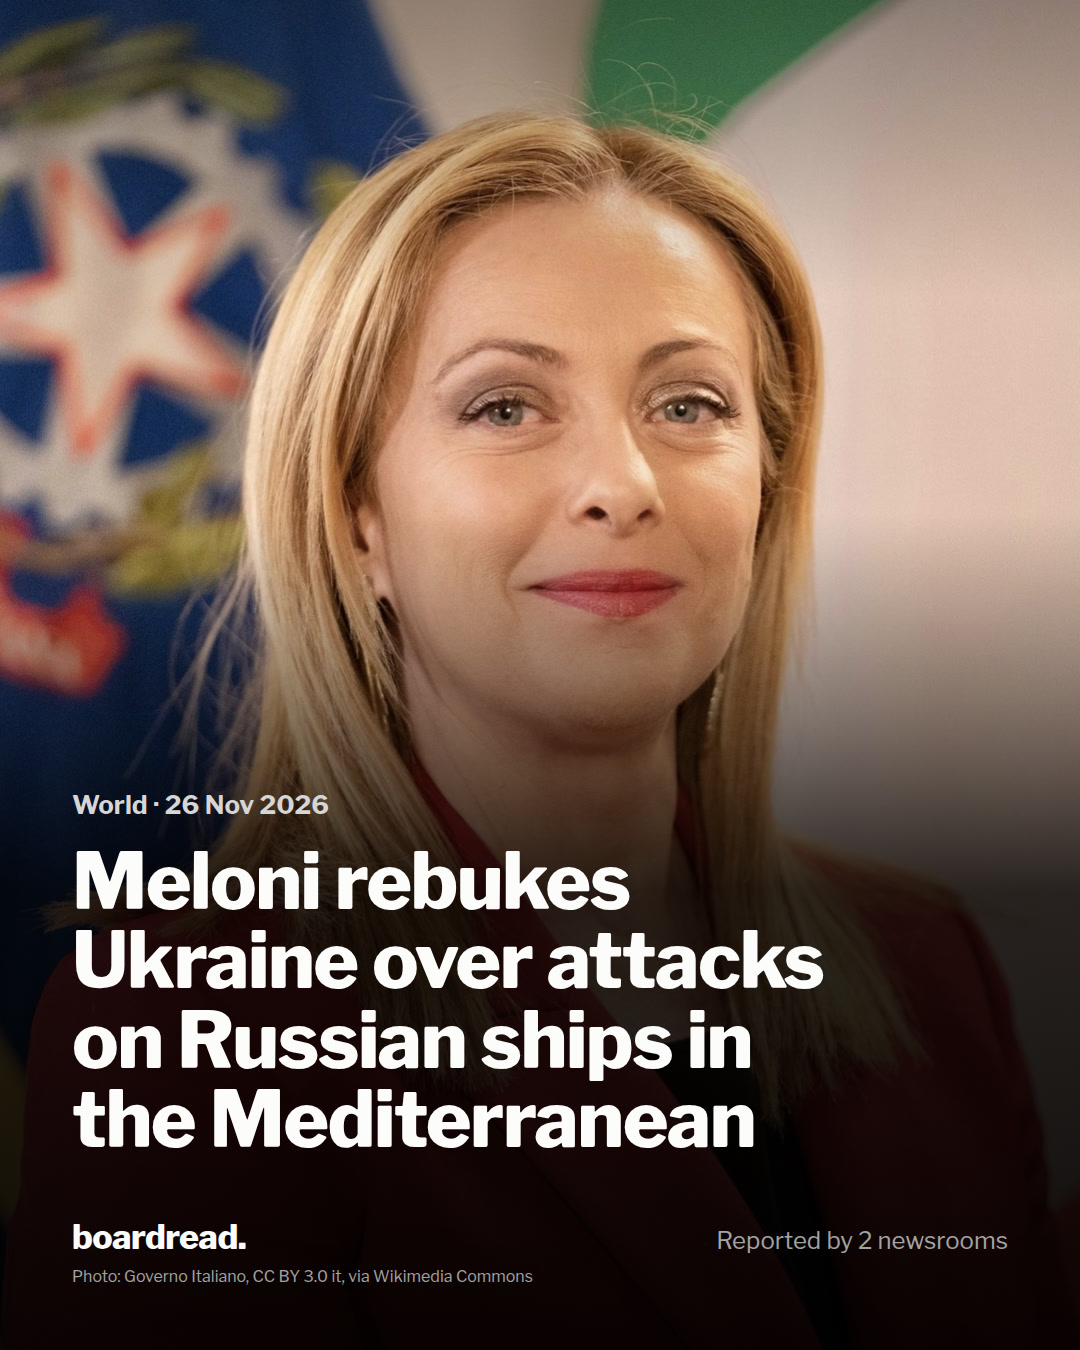 World · 26 Nov 2026
Meloni rebukes
Ukraine over attacks
on Russian ships in
the Mediterranean
boardread.
Reported by 2 newsrooms
Photo: Governo Italiano, CC BY 3.0 it, via Wikimedia Commons